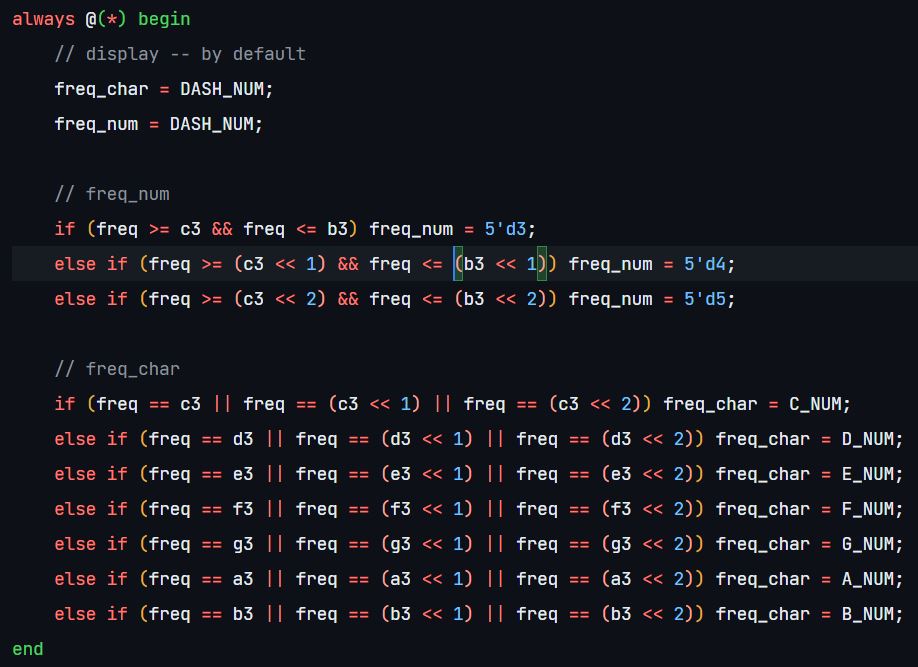 always @(*) begin
    // display -- by default
    freq_char = DASH_NUM;
    freq_num = DASH_NUM;

    // freq_num
    if (freq >= c3 && freq <= b3) freq_num = 5'd3;
    else if (freq >= (c3 << 1) && freq <= (b3 << 1)) freq_num = 5'd4;
    else if (freq >= (c3 << 2) && freq <= (b3 << 2)) freq_num = 5'd5;

    // freq_char
    if (freq == c3 || freq == (c3 << 1) || freq == (c3 << 2)) freq_char = C_NUM;
    else if (freq == d3 || freq == (d3 << 1) || freq == (d3 << 2)) freq_char = D_NUM;
    else if (freq == e3 || freq == (e3 << 1) || freq == (e3 << 2)) freq_char = E_NUM;
    else if (freq == f3 || freq == (f3 << 1) || freq == (f3 << 2)) freq_char = F_NUM;
    else if (freq == g3 || freq == (g3 << 1) || freq == (g3 << 2)) freq_char = G_NUM;
    else if (freq == a3 || freq == (a3 << 1) || freq == (a3 << 2)) freq_char = A_NUM;
    else if (freq == b3 || freq == (b3 << 1) || freq == (b3 << 2)) freq_char = B_NUM;
end